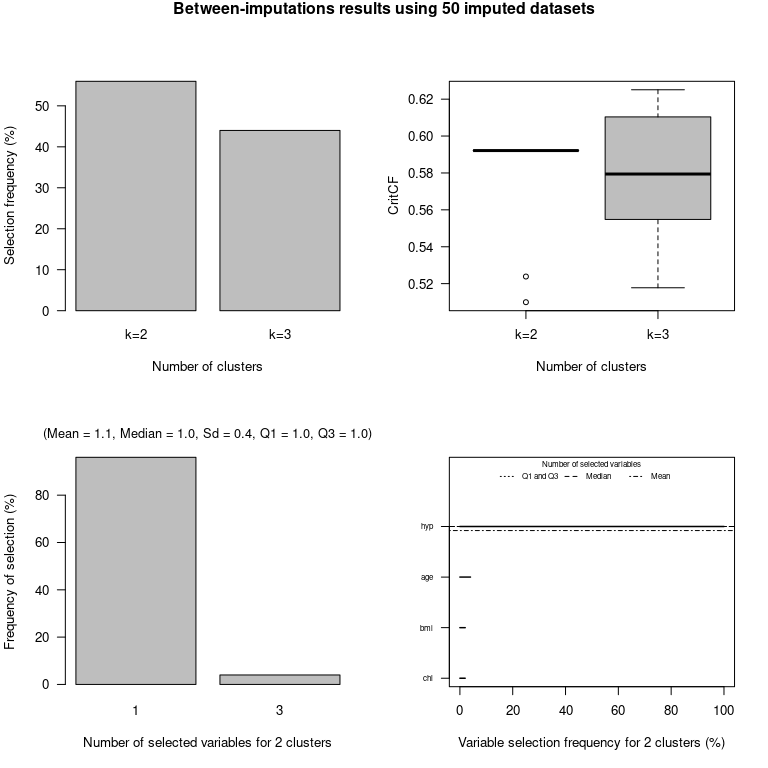 Between-imputations results using 50 imputed datasets
Selection frequency (%)
50
40
30
20
10
0
k=2
k=3
Number of clusters
CritCF
0.62
0.60
0.58
0.56
0.54
0.52
k=2
k=3
Number of clusters
(Mean = 1.1, Median = 1.0, Sd = 0.4, Q1 = 1.0, Q3 = 1.0)
Frequency of selection (%)
80
60
40
20
0
1
3
Number of selected variables for 2 clusters
Number of selected variables
Q1 and Q3
Median
Mean
hyp
age
bmi
chl
0
20
40
60
80
100
Variable selection frequency for 2 clusters (%)